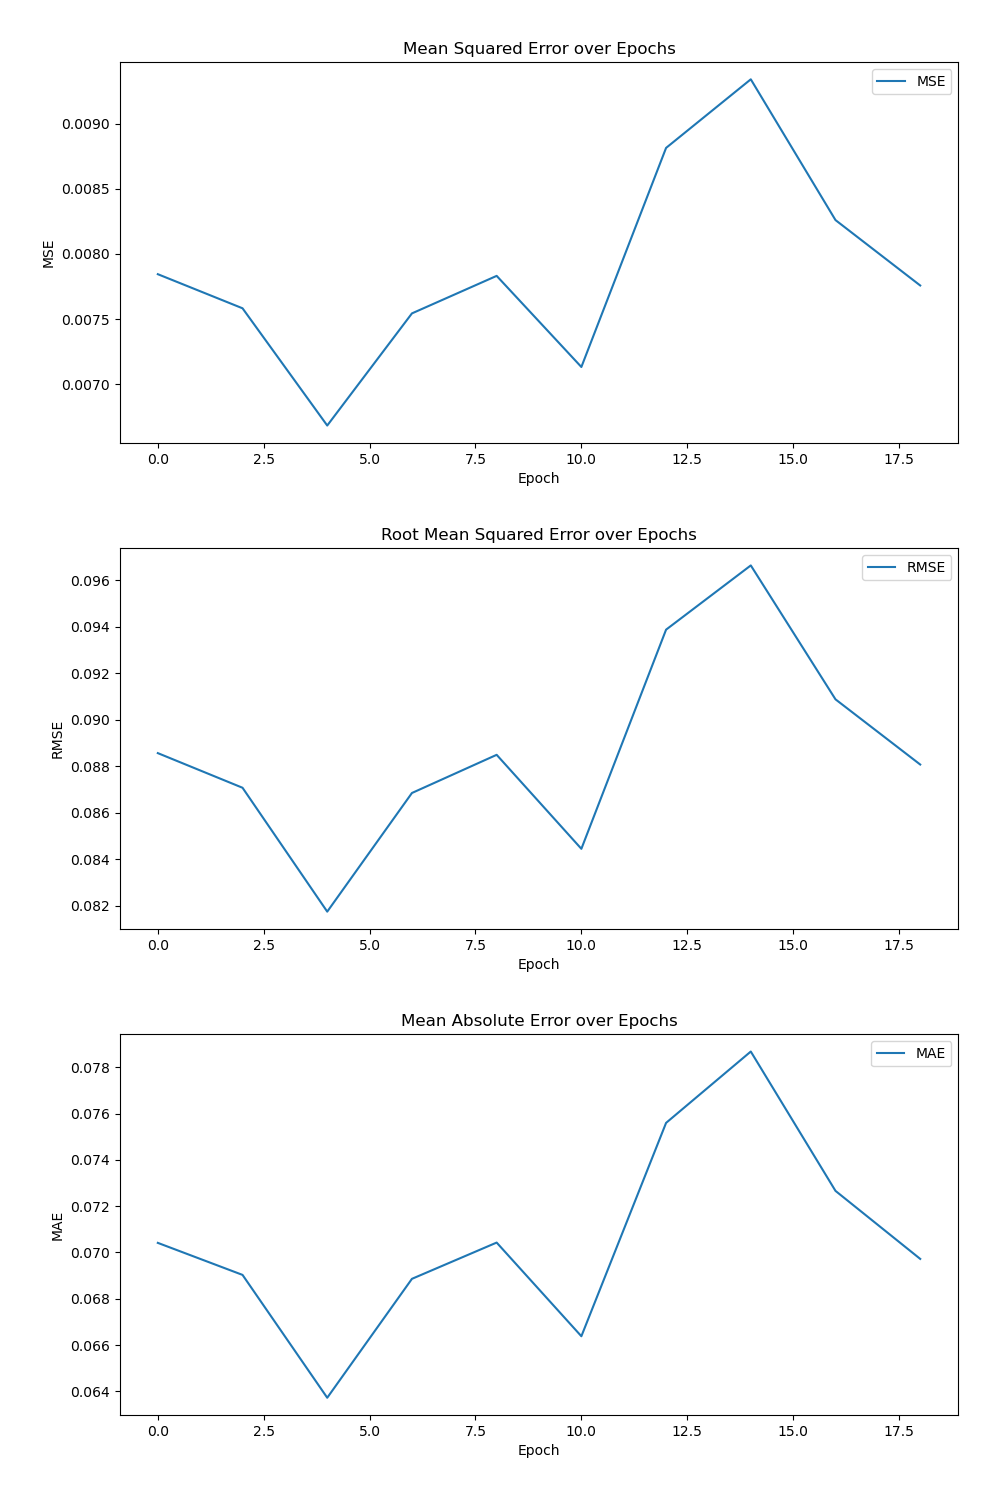 Mean Squared Error over Epochs
MSE
0.0090
0.0085
0.0080
0.0075
0.0070
MSE
0.0 2.5 5.0 7.5 10.0 12.5 15.0 17.5
Epoch
Root Mean Squared Error over Epochs
RMSE
0.096
0.094
0.092
0.090
0.088
0.086
0.084
0.082
RMSE
0.0 2.5 5.0 7.5 10.0 12.5 15.0 17.5
Epoch
Mean Absolute Error over Epochs
MAE
0.078
0.076
0.074
0.072
0.070
0.068
0.066
0.064
MAE
0.0 2.5 5.0 7.5 10.0 12.5 15.0 17.5
Epoch